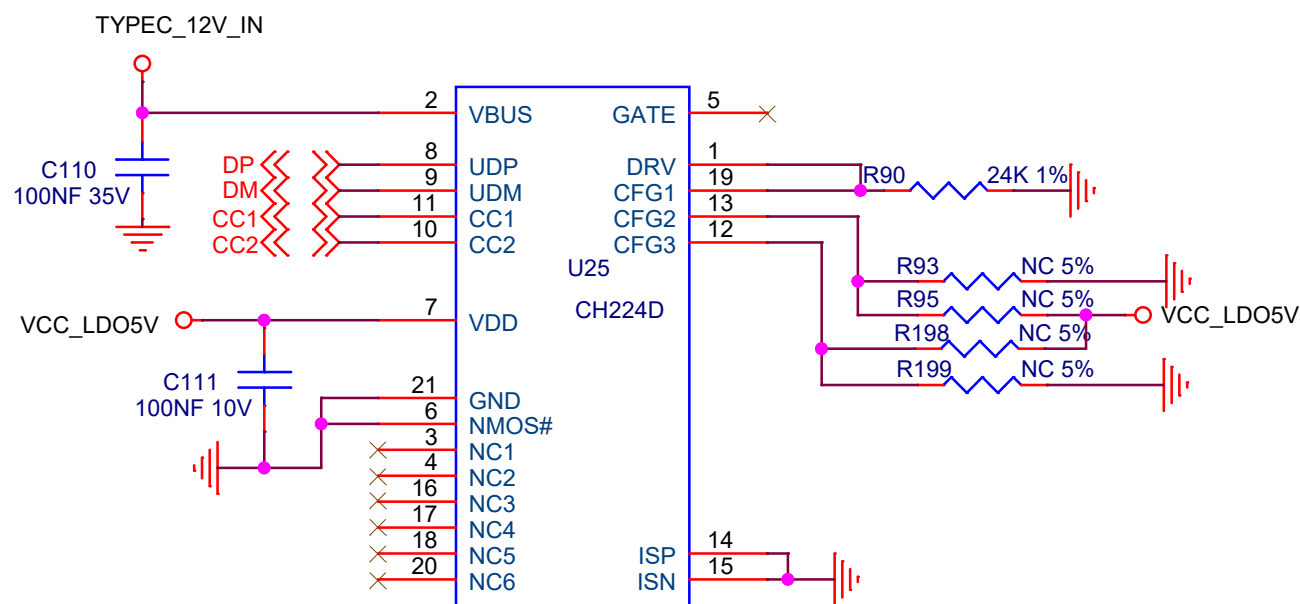 TYPEC_12V_IN
2 VBUS GATE 5
C110
100NF 35V
DP 8 UDP DRV 1
DM 9 UDM CFG1 19 R90 24K 1%
CC1 11 CC1 CFG2 13
CC2 10 CC2 CFG3 12
U25
CH224D
R93 NC 5%
R95 NC 5%
VCC_LDO5V
R198 NC 5%
R199 NC 5%
VCC_LDO5V 7 VDD
C111
100NF 10V
21 GND
6 NMOS#
3 NC1
4 NC2
16 NC3
17 NC4
18 NC5
20 NC6
ISP 14
ISN 15